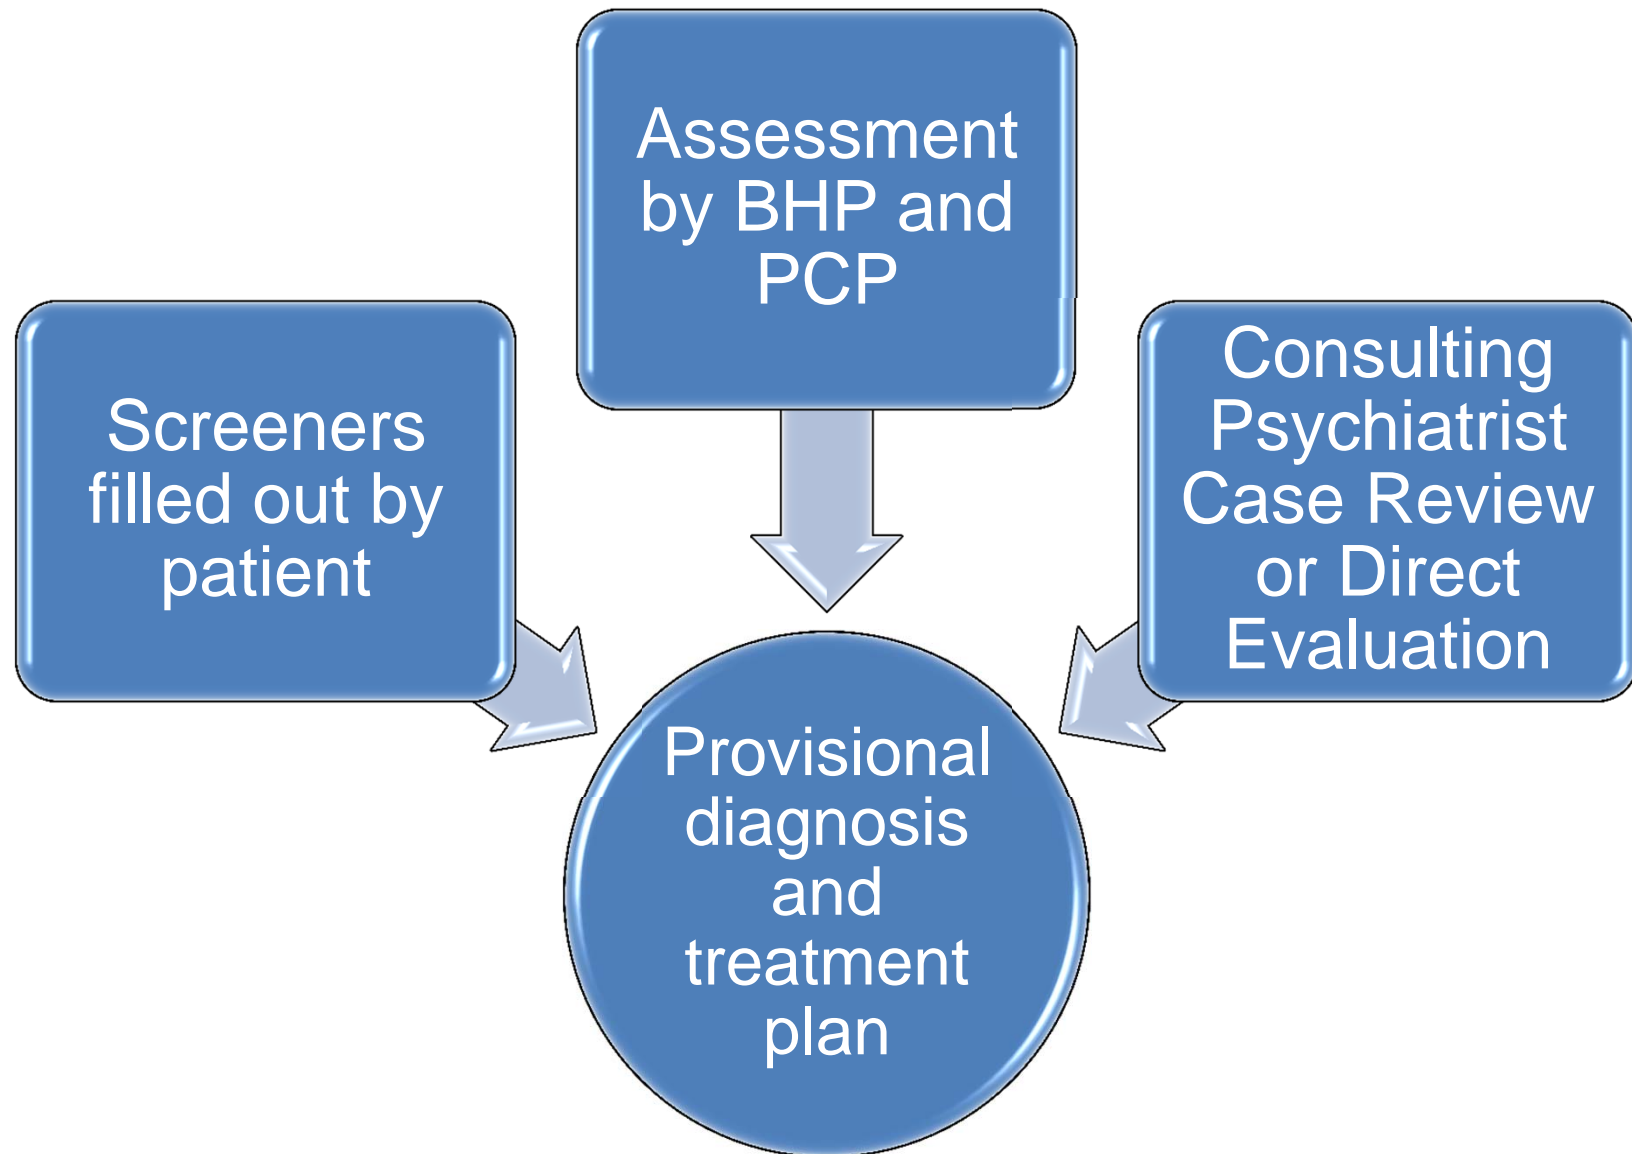 Assessment
by BHP and
PCP
Screeners
filled out by
patient
Consulting
Psychiatrist
Case Review
or Direct
Evaluation
Provisional
diagnosis
and
treatment
plan